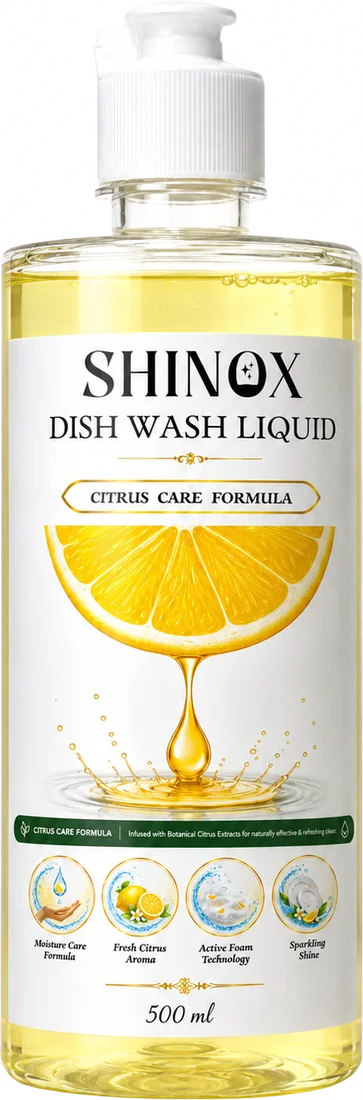 SHINOX
DISH WASH LIQUID
CITRUS CARE FORMULA
CITRUS CARE FORMULA | Infused with Botanical Citrus Extracts for naturally effective & refreshing clean.
Moisture Care
Formula
Fresh Citrus
Aroma
Active Foam
Technology
Sparkling
Shine
500 ml